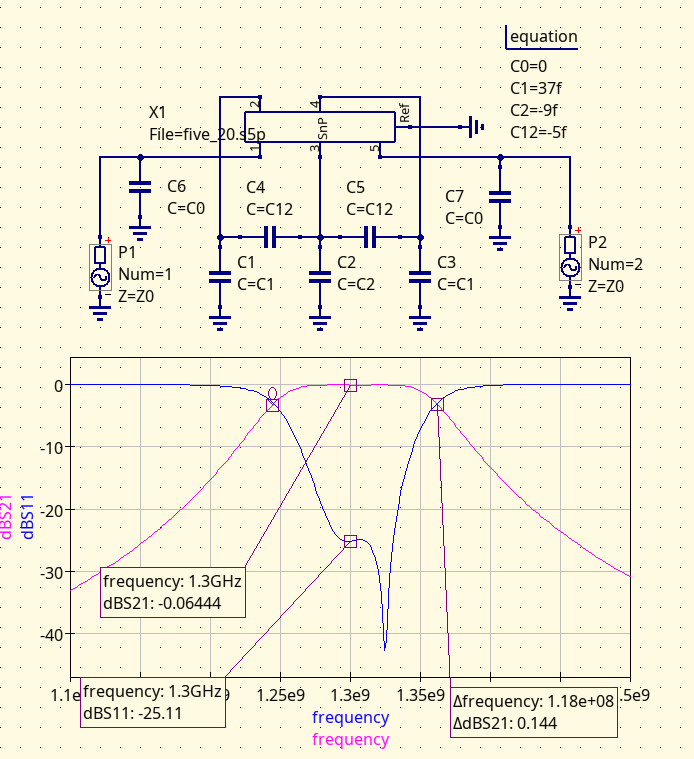 equation
C0=0
C1=37f
C2=-9f
C12=-5f
X1
File=five_20.s5p
2
4
Ref
SnP
1
3
5
C6
C=C0
C4
C=C12
C5
C=C12
C7
C=C0
P1
Num=1
Z=Z0
C1
C=C1
C2
C=C2
C3
C=C1
P2
Num=2
Z=Z0
0
-10
-20
-30
-40
dBS21
dBS11
frequency: 1.3GHz
dBS21: -0.06444
frequency: 1.3GHz
dBS11: -25.11
Δfrequency: 1.18e+08
ΔdBS21: 0.144
1.1e
9
1.25e9
1.3e9
1.35e9
.5e9
frequency
frequency